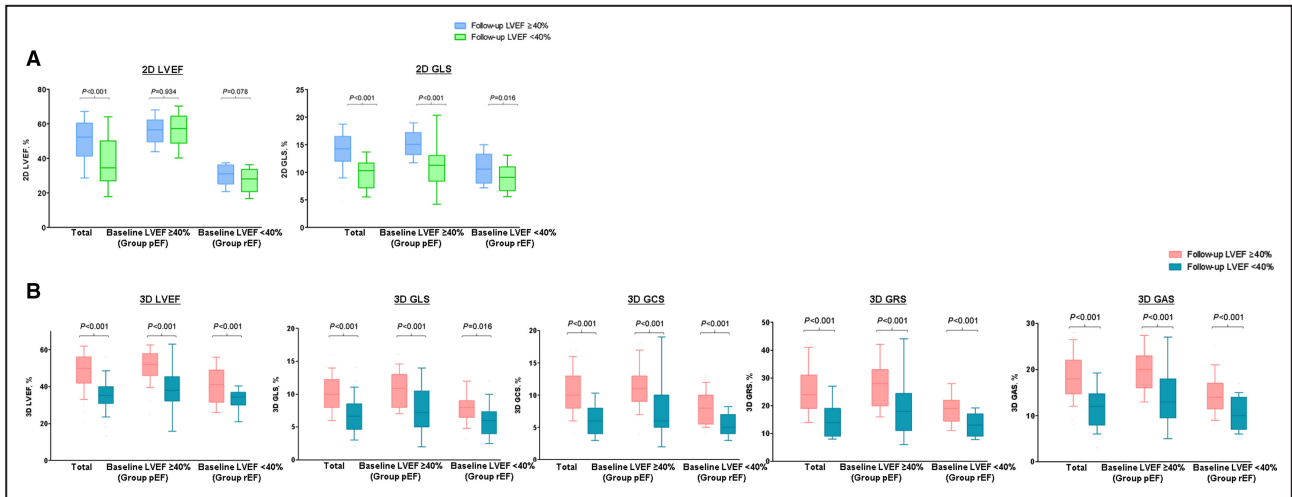 Follow-up LVEF ≥40%
Follow-up LVEF <40%
A
2D LVEF
P<0.001
P=0.934
P=0.078
2D LVEF, %
80
60
40
20
0
Total
Baseline LVEF ≥40%
(Group pEF)
Baseline LVEF <40%
(Group rEF)
2D GLS
P<0.001
P<0.001
P=0.016
2D GLS, %
25
20
15
10
5
0
Total
Baseline LVEF ≥40%
(Group pEF)
Baseline LVEF <40%
(Group rEF)
Follow-up LVEF ≥40%
Follow-up LVEF <40%
B
3D LVEF
P<0.001
P<0.001
P<0.001
3D LVEF, %
80
60
40
20
0
Total
Baseline LVEF ≥40%
(Group pEF)
Baseline LVEF <40%
(Group rEF)
3D GLS
P<0.001
P<0.001
P=0.016
3D GLS, %
20
15
10
5
0
Total
Baseline LVEF ≥40%
(Group pEF)
Baseline LVEF <40%
(Group rEF)
3D GCS
P<0.001
P<0.001
P<0.001
3D GCS, %
20
15
10
5
0
Total
Baseline LVEF ≥40%
(Group pEF)
Baseline LVEF <40%
(Group rEF)
3D GRS
P<0.001
P<0.001
P<0.001
3D GRS, %
50
40
30
20
10
0
Total
Baseline LVEF ≥40%
(Group pEF)
Baseline LVEF <40%
(Group rEF)
3D GAS
P<0.001
P<0.001
P<0.001
3D GAS, %
30
20
10
0
Total
Baseline LVEF ≥40%
(Group pEF)
Baseline LVEF <40%
(Group rEF)